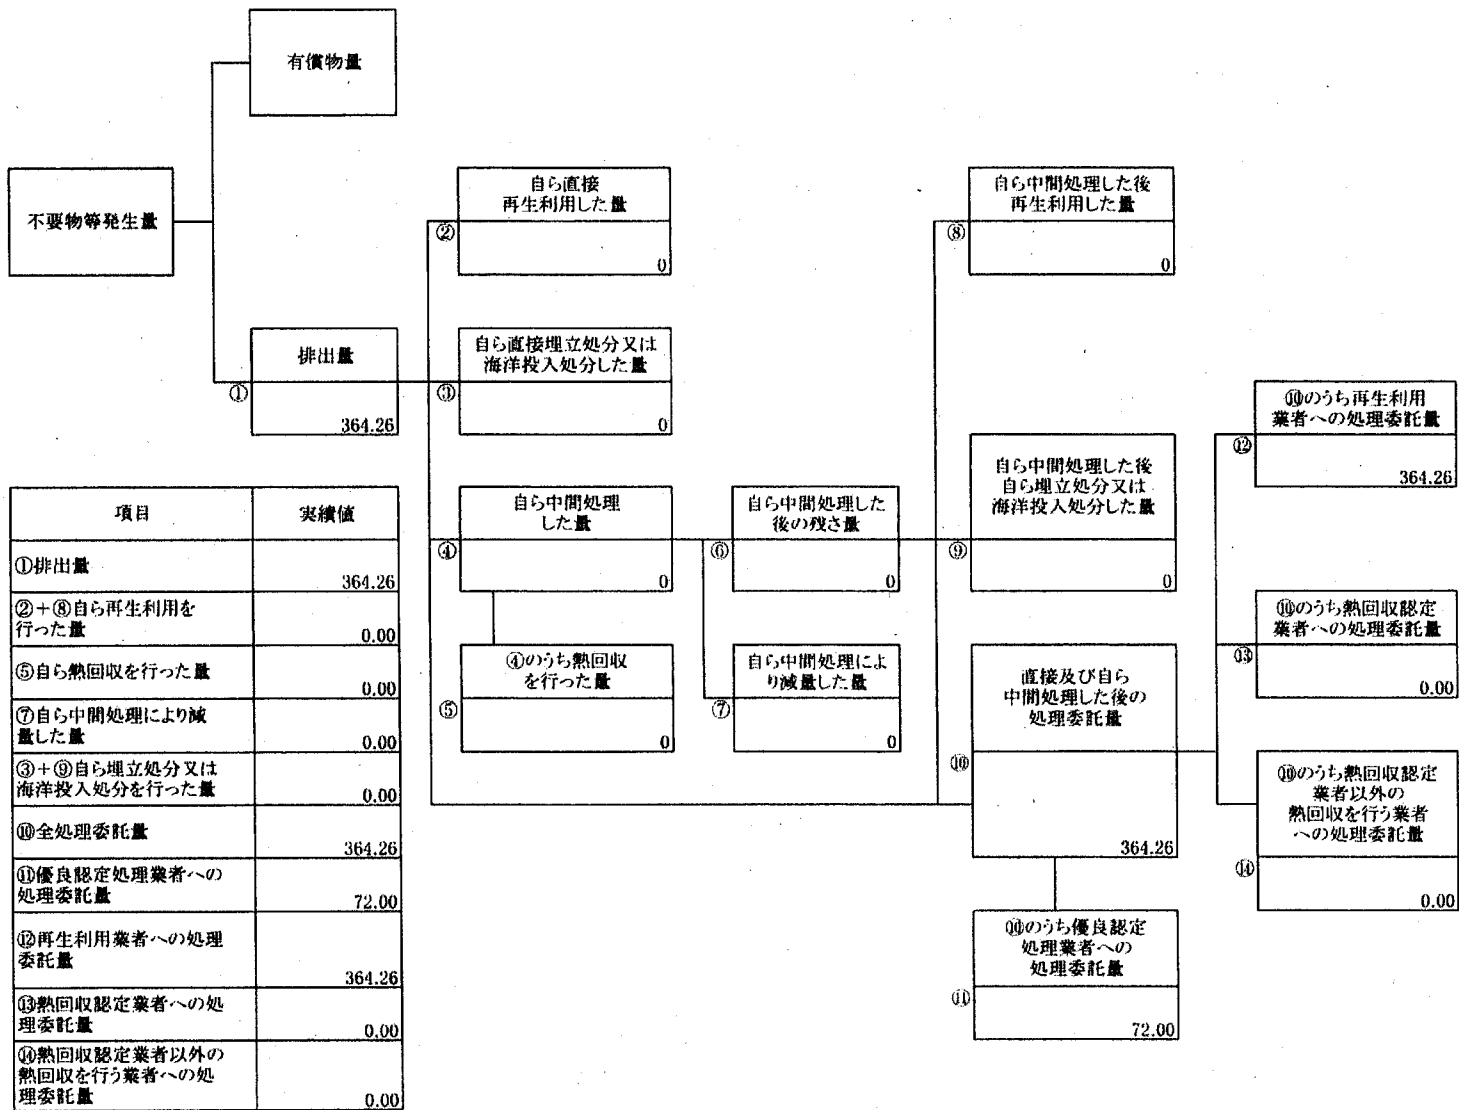 有償物量
不要物等発生量
自ら直接
再生利用した量
②
0
自ら中間処理した後
再生利用した量
⑧
0
排出量
①
364.26
自ら直接埋立処分又は
海洋投入処分した量
③
0
⑩のうち再生利用
業者への処理委託量
⑫
364.26
自ら中間処理
した量
④
0
自ら中間処理した
後の残さ量
⑥
0
自ら中間処理した後
自ら埋立処分又は
海洋投入処分した量
⑨
0
⑩のうち熱回収認定
業者への処理委託量
⑬
0.00
④のうち熱回収
を行った量
⑤
0
自ら中間処理によ
り減量した量
⑦
0
直接及び自ら
中間処理した後の
処理委託量
⑩
364.26
⑩のうち熱回収認定
業者以外の
熱回収を行う業者
への処理委託量
⑭
0.00
⑩のうち優良認定
処理業者への
処理委託量
⑪
72.00
項目 実績値
①排出量
364.26
②+⑧自ら再生利用を
行った量 0.00
⑤自ら熱回収を行った量
0.00
⑦自ら中間処理により減
量した量 0.00
③+⑨自ら埋立処分又は
海洋投入処分を行った量 0.00
⑩全処理委託量
364.26
⑪優良認定処理業者への
処理委託量 72.00
⑫再生利用業者への処理
委託量
364.26
⑬熱回収認定業者への処
理委託量 0.00
⑭熱回収認定業者以外の
熱回収を行う業者への処
理委託量 0.00